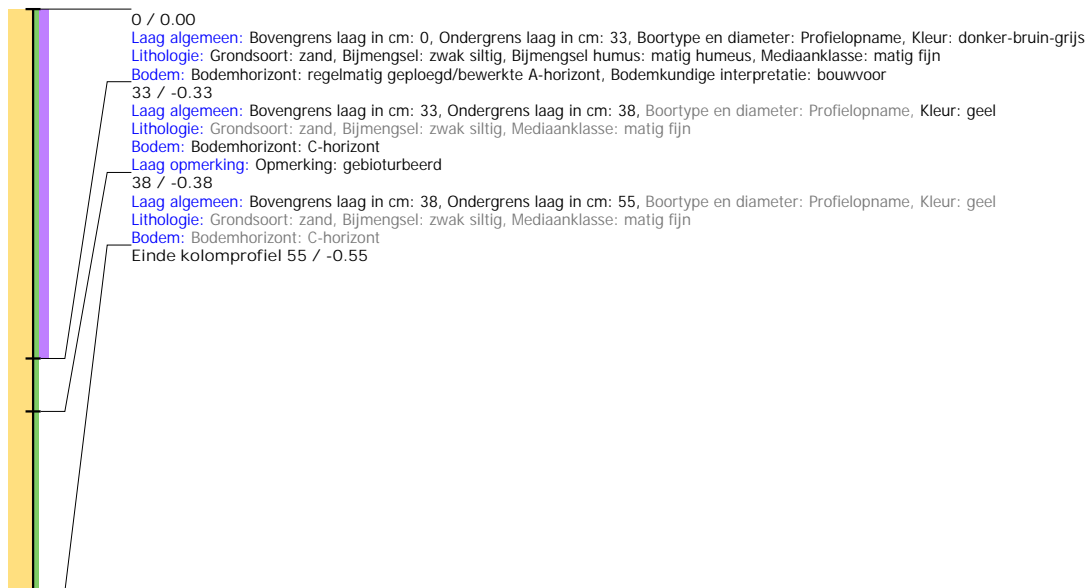 0 / 0.00
Laag algemeen: Bovengrens laag in cm: 0, Ondergrens laag in cm: 33, Boortype en diameter: Profielopname, Kleur: donker-bruin-grijs
Lithologie: Grondsoort: zand, Bijmengsel: zwak siltig, Bijmengsel humus: matig humeus, Mediaanklasse: matig fijn
Bodem: Bodemhorizont: regelmatig geploegd/bewerkte A-horizont, Bodemkundige interpretatie: bouwvoor
33 / -0.33
Laag algemeen: Bovengrens laag in cm: 33, Ondergrens laag in cm: 38, Boortype en diameter: Profielopname, Kleur: geel
Lithologie: Grondsoort: zand, Bijmengsel: zwak siltig, Mediaanklasse: matig fijn
Bodem: Bodemhorizont: C-horizont
Laag opmerking: Opmerking: gebioturbeerd
38 / -0.38
Laag algemeen: Bovengrens laag in cm: 38, Ondergrens laag in cm: 55, Boortype en diameter: Profielopname, Kleur: geel
Lithologie: Grondsoort: zand, Bijmengsel: zwak siltig, Mediaanklasse: matig fijn
Bodem: Bodemhorizont: C-horizont
Einde kolomprofiel 55 / -0.55